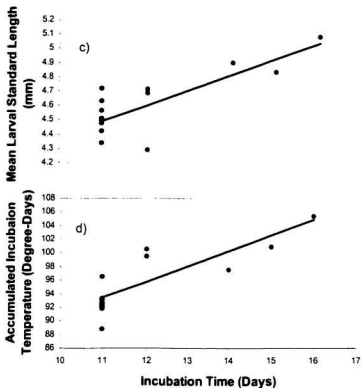 Mean Larval Standard Length
(mm)
5.2
5.1
5
4.9
4.8
4.7
4.6
4.5
4.4
4.3
4.2
c)
Accumulated Incubaion
Temperature (Degree-Days)
108
106
104
102
100
98
96
94
92
90
88
86
d)
10 11 12 13 14 15 16 17
Incubation Time (Days)